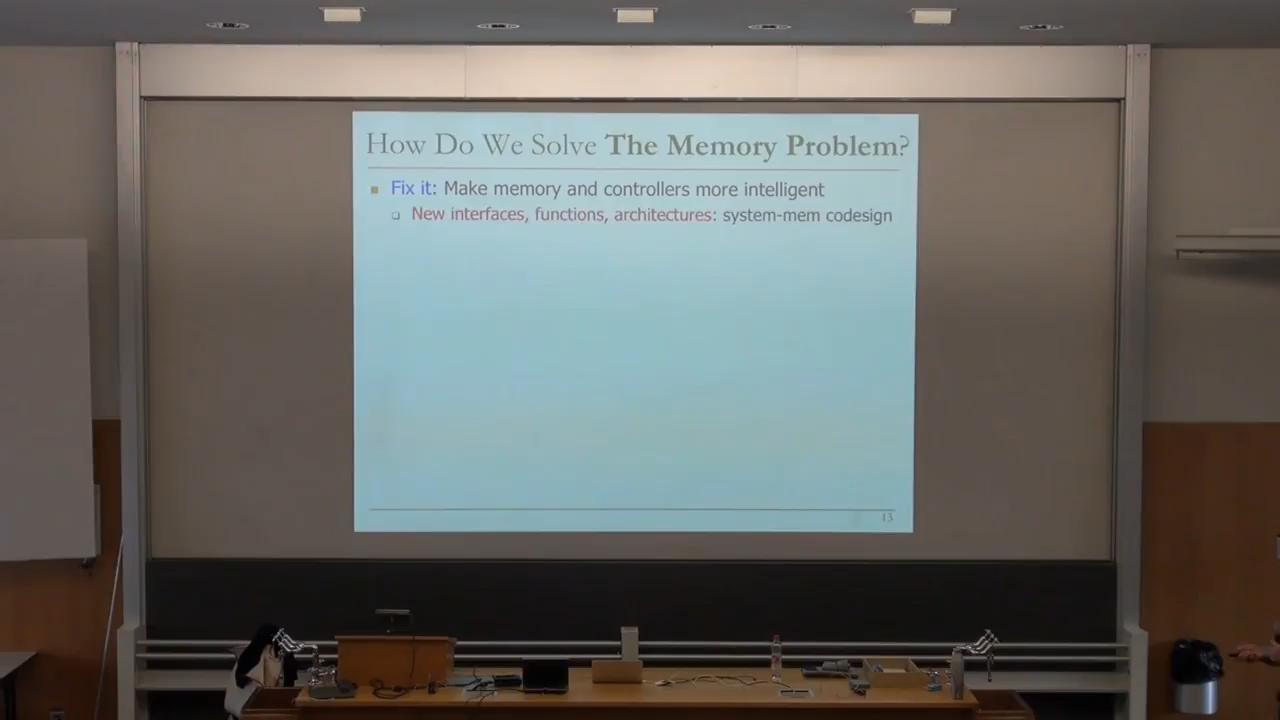 How Do We Solve The Memory Problem?
Fix it: Make memory and controllers more intelligent
New interfaces, functions, architectures: system-mem codesign
13